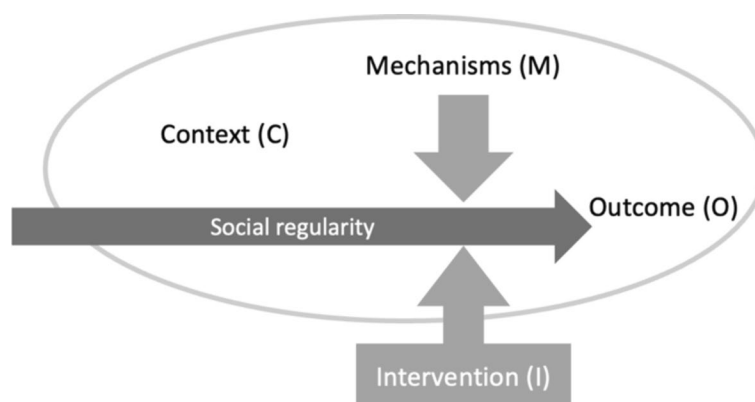 Mechanisms (M)
Context (C)
Outcome (O)
Social regularity
Intervention (I)